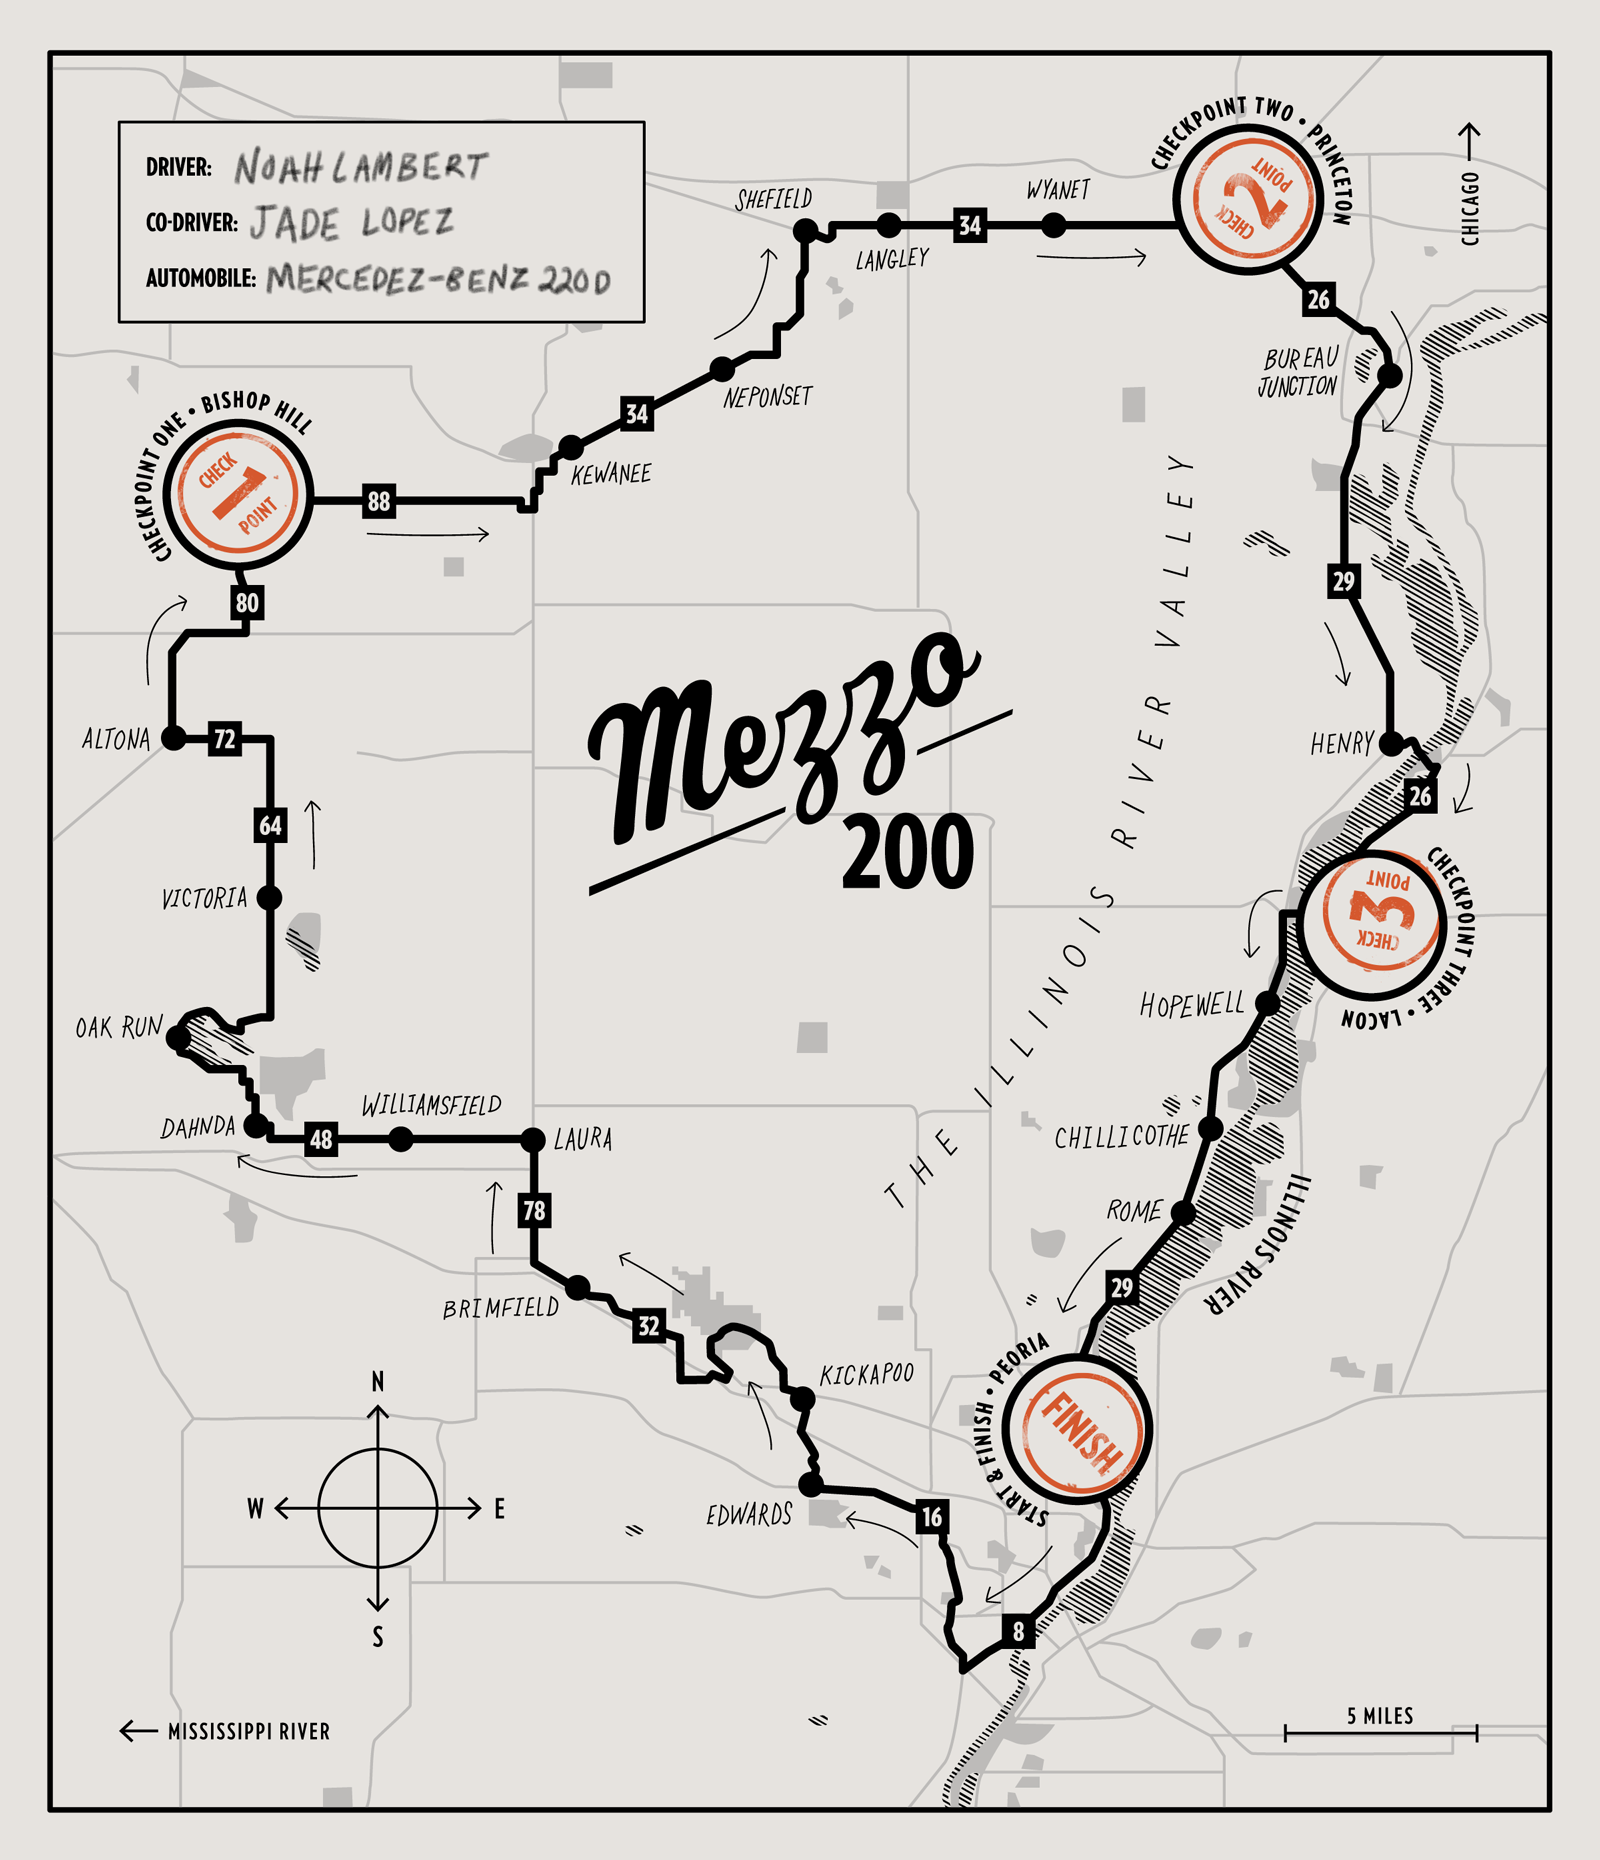 DRIVER: NOAH LAMBERT
CO-DRIVER: JADE LOPEZ
AUTOMOBILE: MERCEDEZ-BENZ 220D
CHECKPOINT TWO • PRINCETON
CHECK
2
POINT
CHICAGO
SHEFIELD
LANGLEY
34
WYANET
26
BUREAU
JUNCTION
NEPONSET
34
KEWANEE
CHECKPOINT ONE • BISHOP HILL
CHECK
1
POINT
88
80
29
HENRY
26
ALTONA
72
64
VICTORIA
Mezzo
200
THE ILLINOIS RIVER VALLEY
CHECKPOINT THREE • LACON
CHECK
3
POINT
HOPEWELL
OAK RUN
DAHNDA
48
WILLIAMSFIELD
LAURA
78
CHILLICOTHE
ROME
ILLINOIS RIVER
29
BRIMFIELD
32
KICKAPOO
START & FINISH • PEORIA
FINISH
EDWARDS
16
8
N
W
E
S
MISSISSIPPI RIVER
5 MILES